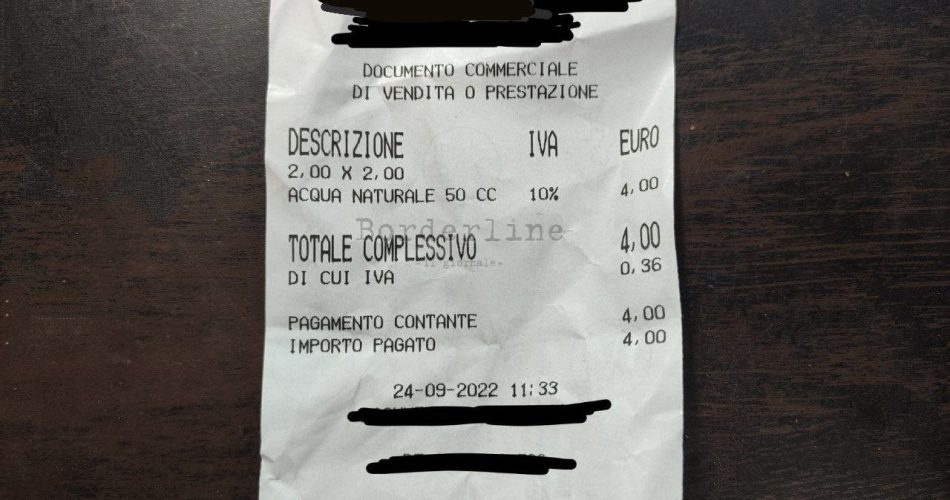 DOCUMENTO COMMERCIALE
DI VENDITA O PRESTAZIONE
DESCRIZIONE IVA EURO
2,00 X 2,00
ACQUA NATURALE 50 CC 10% 4,00
Borderline
TOTALE COMPLESSIVO 4,00
- il giornale -
DI CUI IVA 0,36
PAGAMENTO CONTANTE 4,00
IMPORTO PAGATO 4,00
24-09-2022 11:33